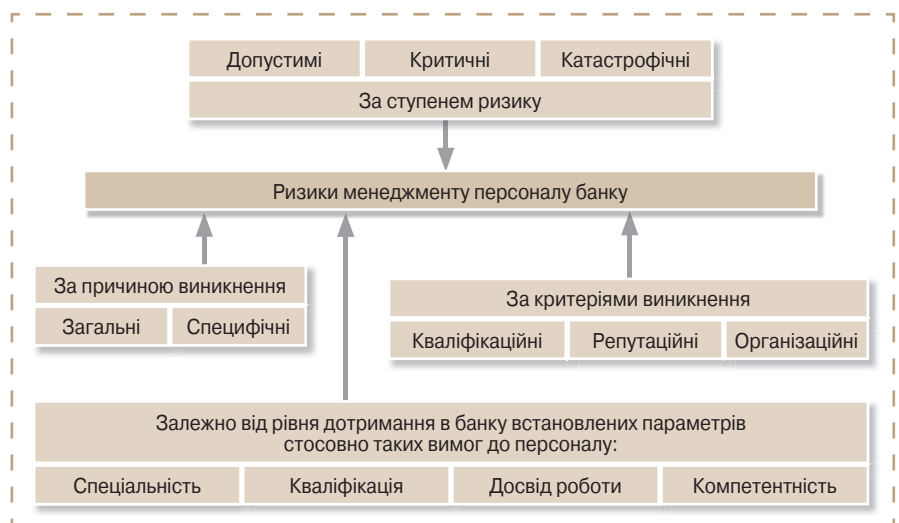 Допустимі
Критичні
Катастрофічні
За ступенем ризику
Ризики менеджменту персоналу банку
За причиною виникнення
Загальні
Специфічні
За критеріями виникнення
Кваліфікаційні
Репутаційні
Організаційні
Залежно від рівня дотримання в банку встановлених параметрів
стосовно таких вимог до персоналу:
Спеціальність
Кваліфікація
Досвід роботи
Компетентність